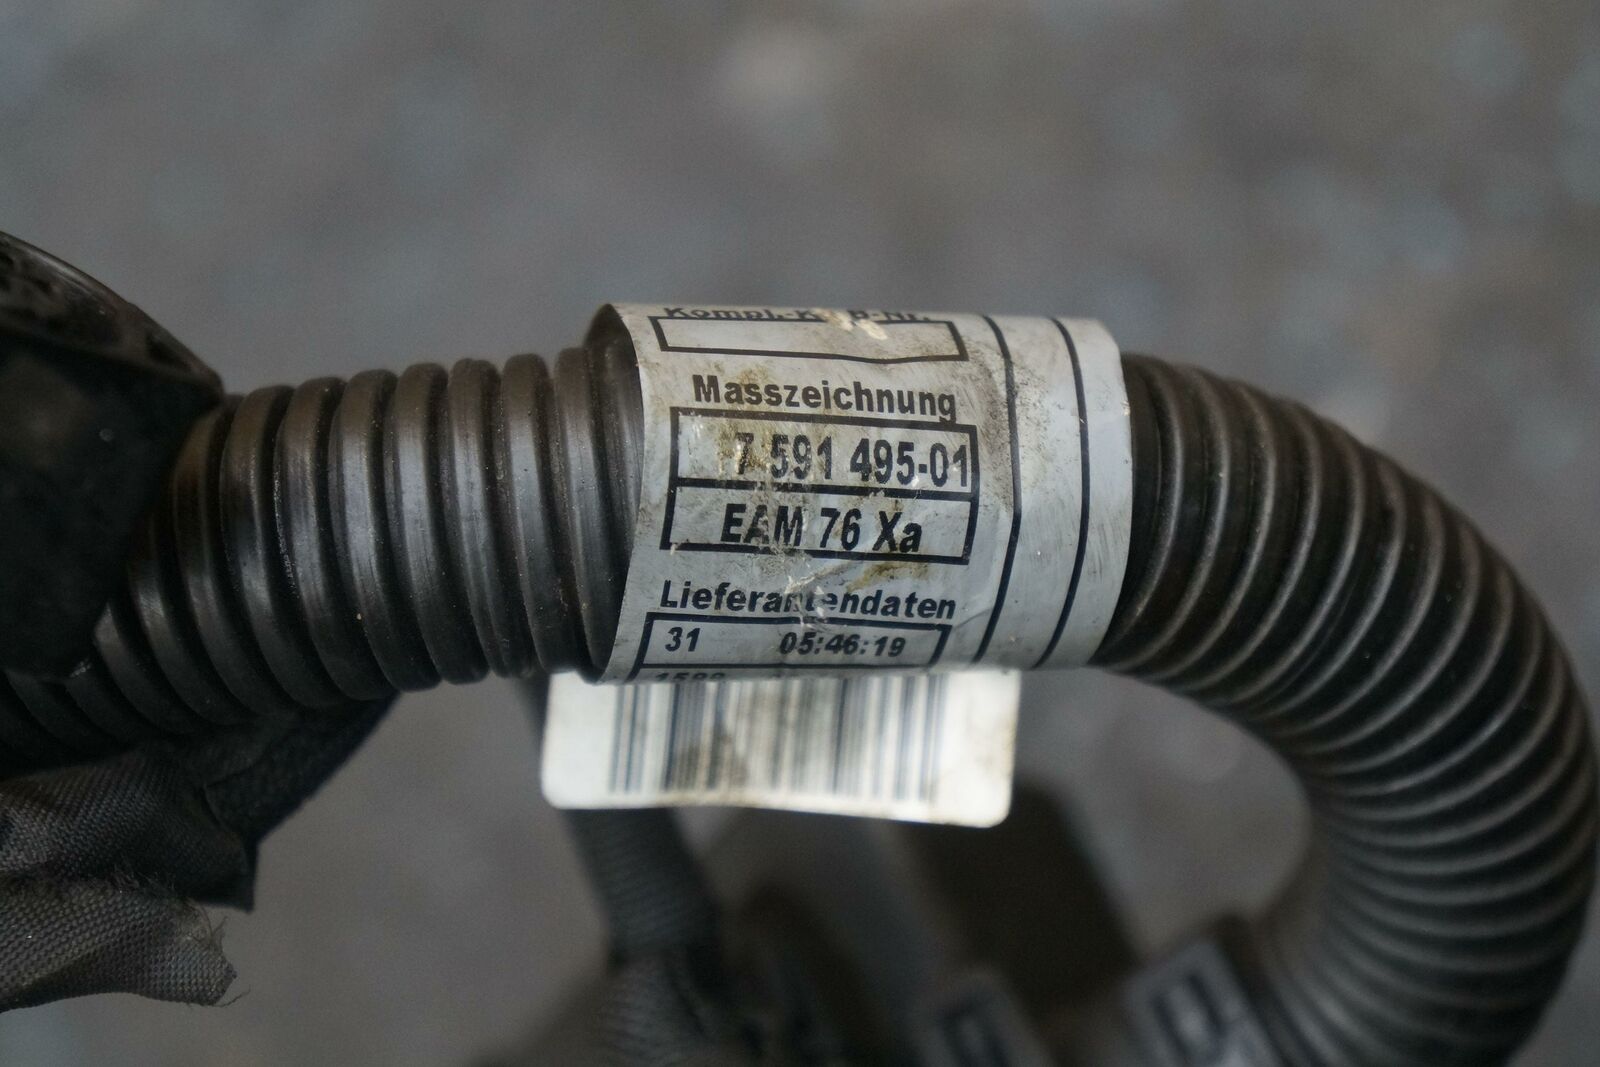 Masszeichnung
7 591 495-01
EAM 76 Xa
Lieferantendaten
31 05:46:19